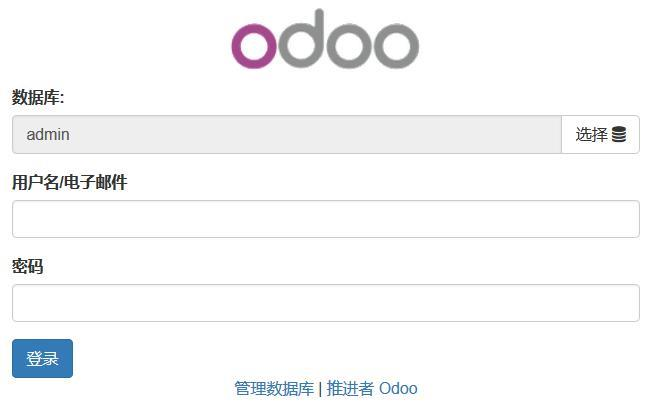 odoo
数据库:
admin
选择
用户名/电子邮件
密码
登录
管理数据库 | 推进者 Odoo